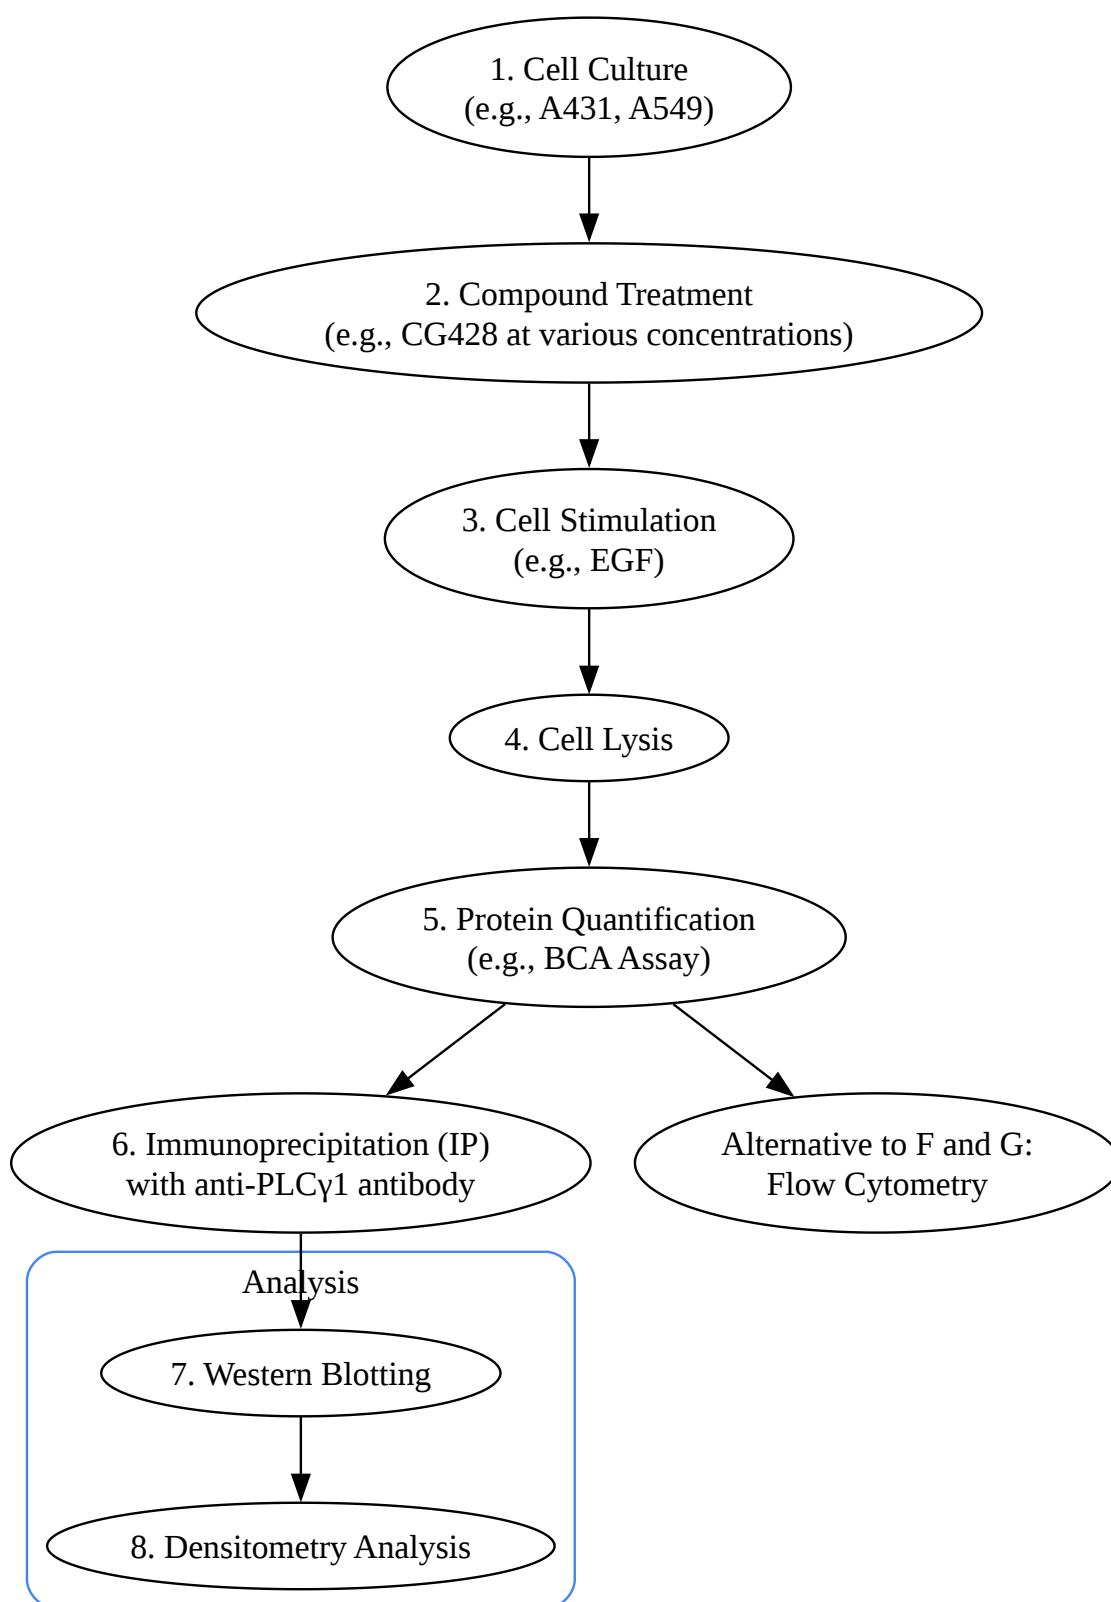 1. Cell Culture
(e.g., A431, A549)
2. Compound Treatment
(e.g., CG428 at various concentrations)
3. Cell Stimulation
(e.g., EGF)
4. Cell Lysis
5. Protein Quantification
(e.g., BCA Assay)
6. Immunoprecipitation (IP)
with anti-PLCγ1 antibody
Alternative to F and G:
Flow Cytometry
Analysis
7. Western Blotting
8. Densitometry Analysis